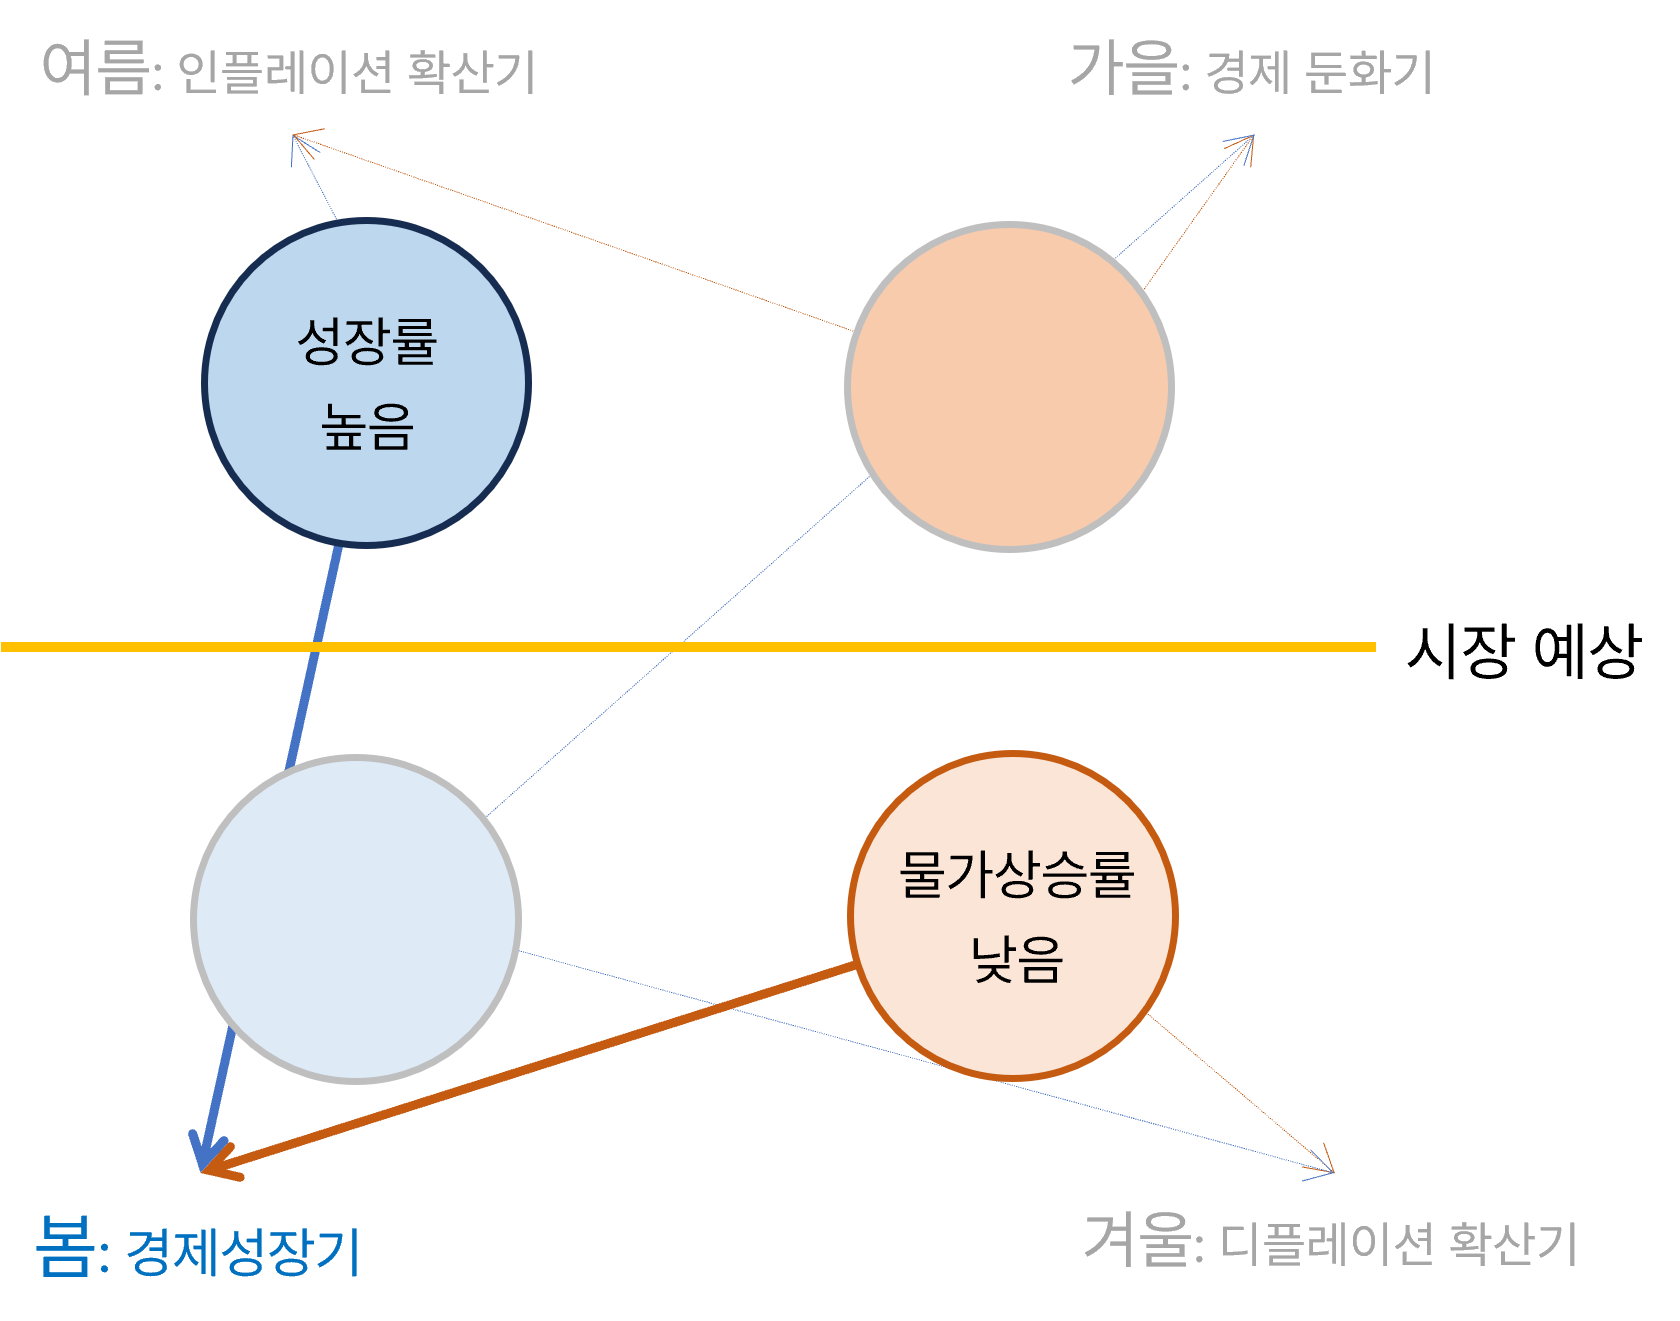 여름: 인플레이션 확산기
가을: 경제 둔화기
성장률
높음
시장 예상
물가상승률
낮음
봄: 경제성장기
겨울: 디플레이션 확산기